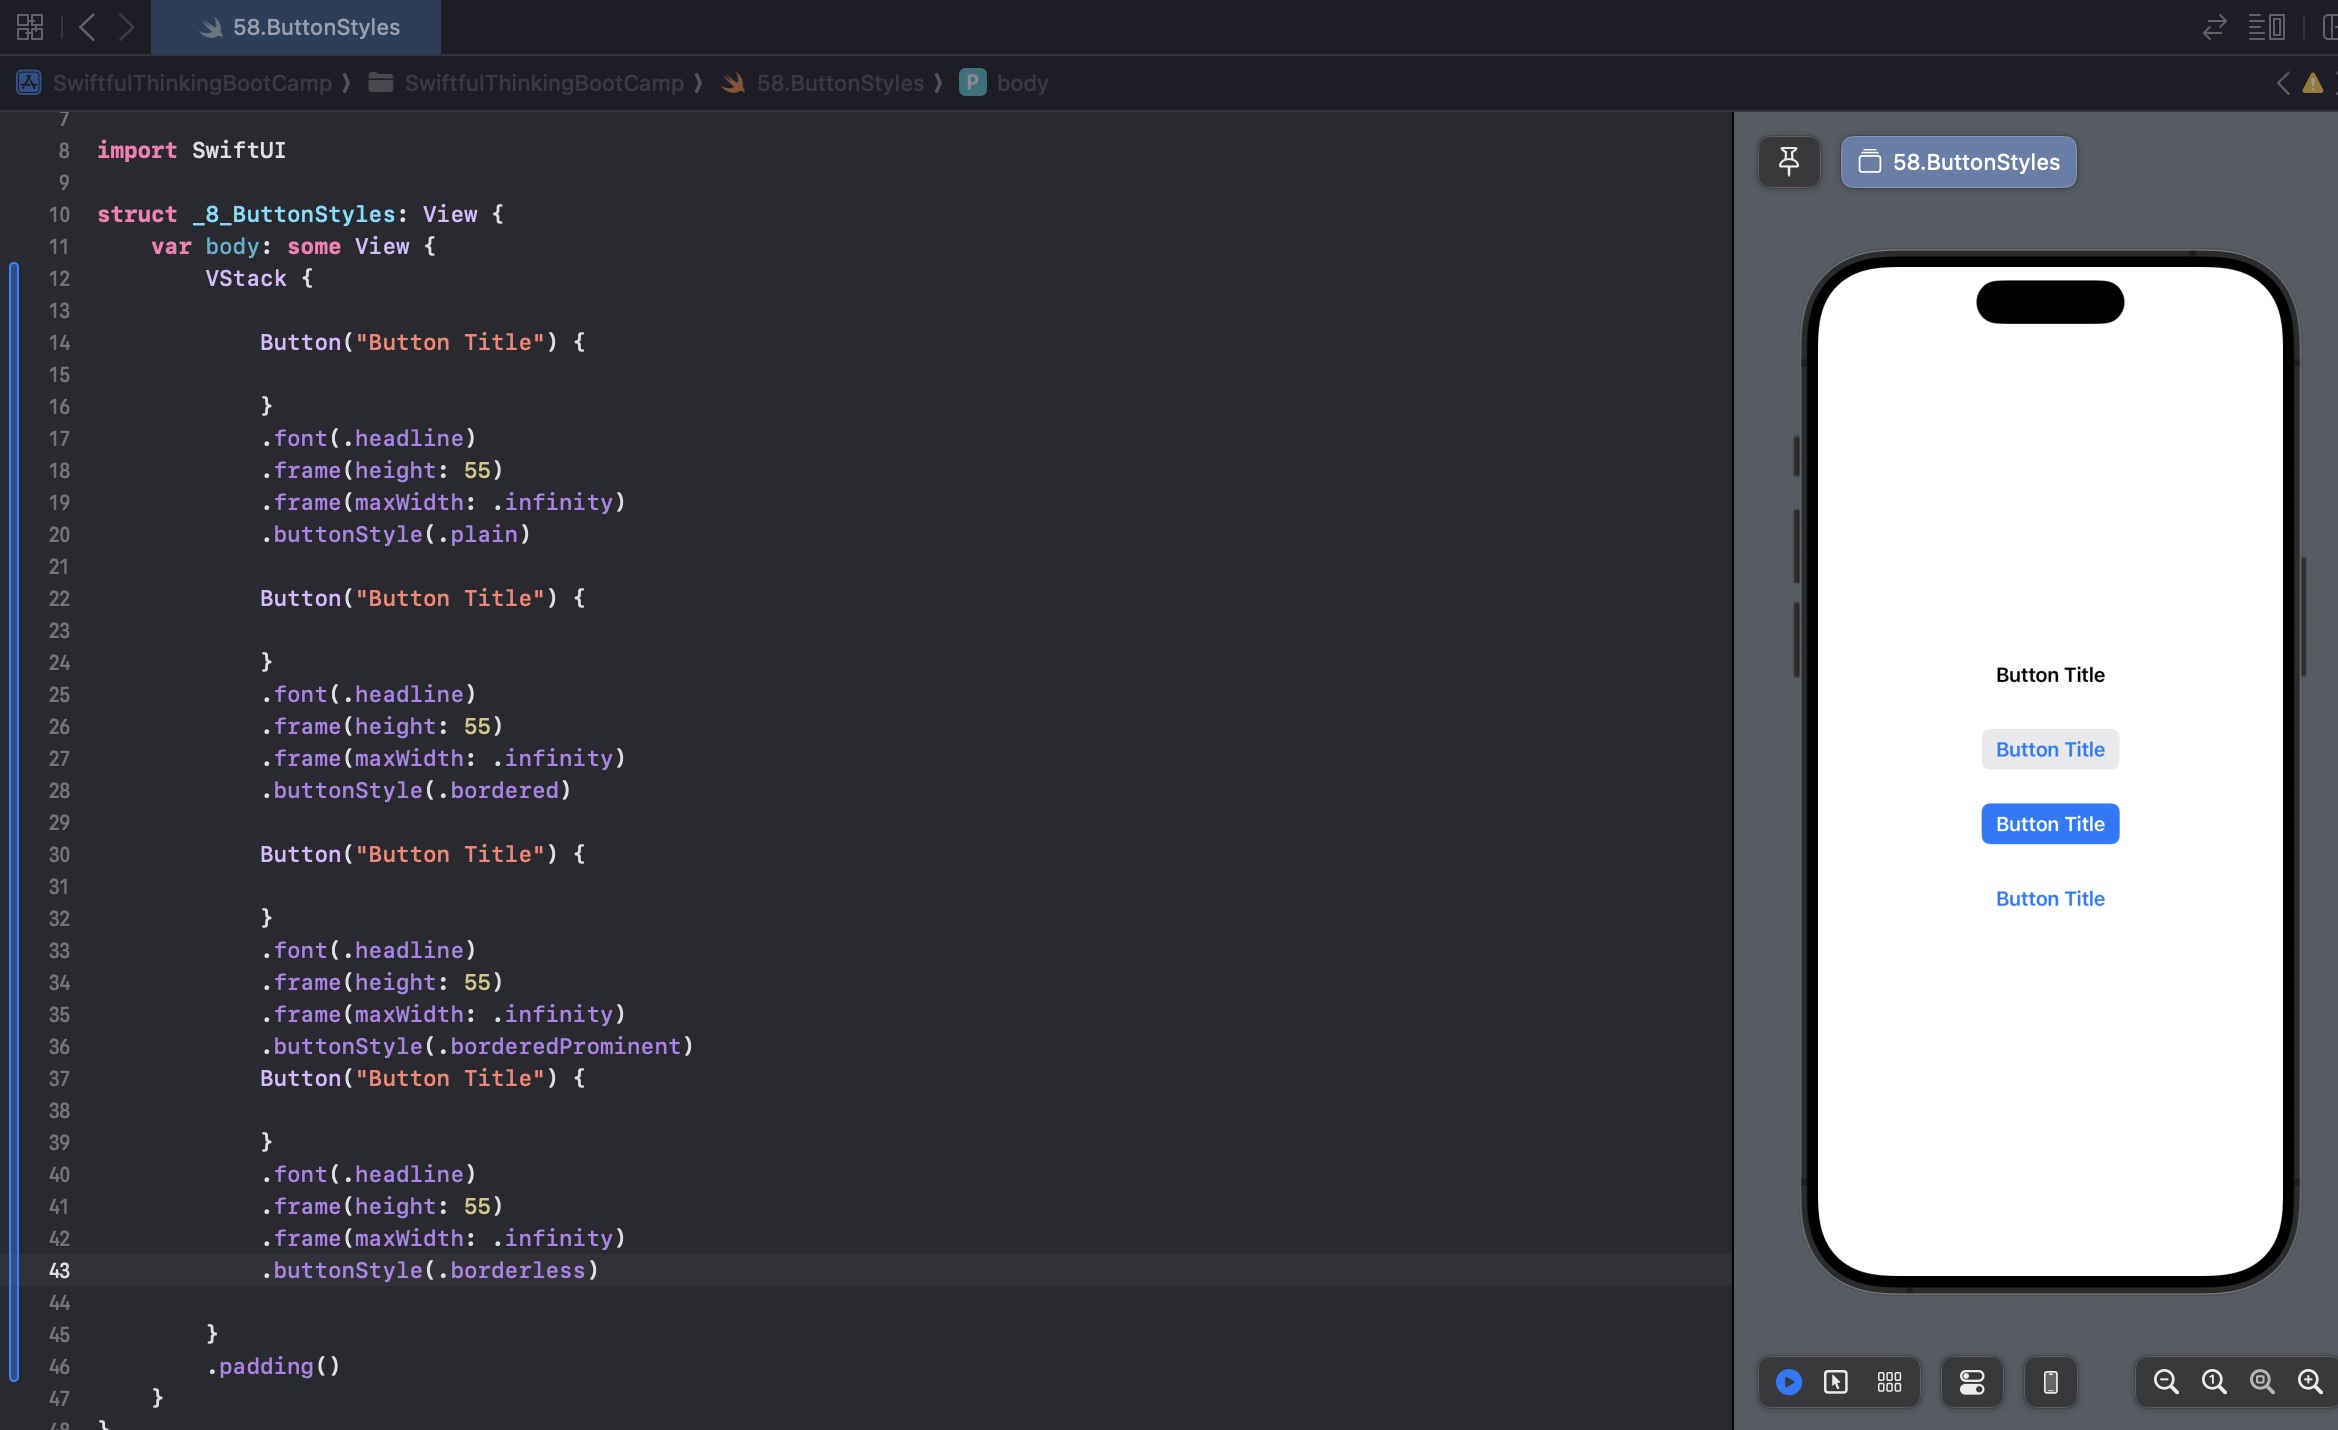 58.ButtonStyles
SwiftfulThinkingBootCamp
SwiftfulThinkingBootCamp
58.ButtonStyles
P body
7
8 import SwiftUI
9
10 struct _8_ButtonStyles: View {
11 var body: some View {
12 VStack {
13
14 Button("Button Title") {
15
16 }
17 .font(.headline)
18 .frame(height: 55)
19 .frame(maxWidth: .infinity)
20 .buttonStyle(.plain)
21
22 Button("Button Title") {
23
24 }
25 .font(.headline)
26 .frame(height: 55)
27 .frame(maxWidth: .infinity)
28 .buttonStyle(.bordered)
29
30 Button("Button Title") {
31
32 }
33 .font(.headline)
34 .frame(height: 55)
35 .frame(maxWidth: .infinity)
36 .buttonStyle(.borderedProminent)
37 Button("Button Title") {
38
39 }
40 .font(.headline)
41 .frame(height: 55)
42 .frame(maxWidth: .infinity)
43 .buttonStyle(.borderless)
44
45 }
46 .padding()
47 }
48 }
58.ButtonStyles
Button Title
Button Title
Button Title
Button Title